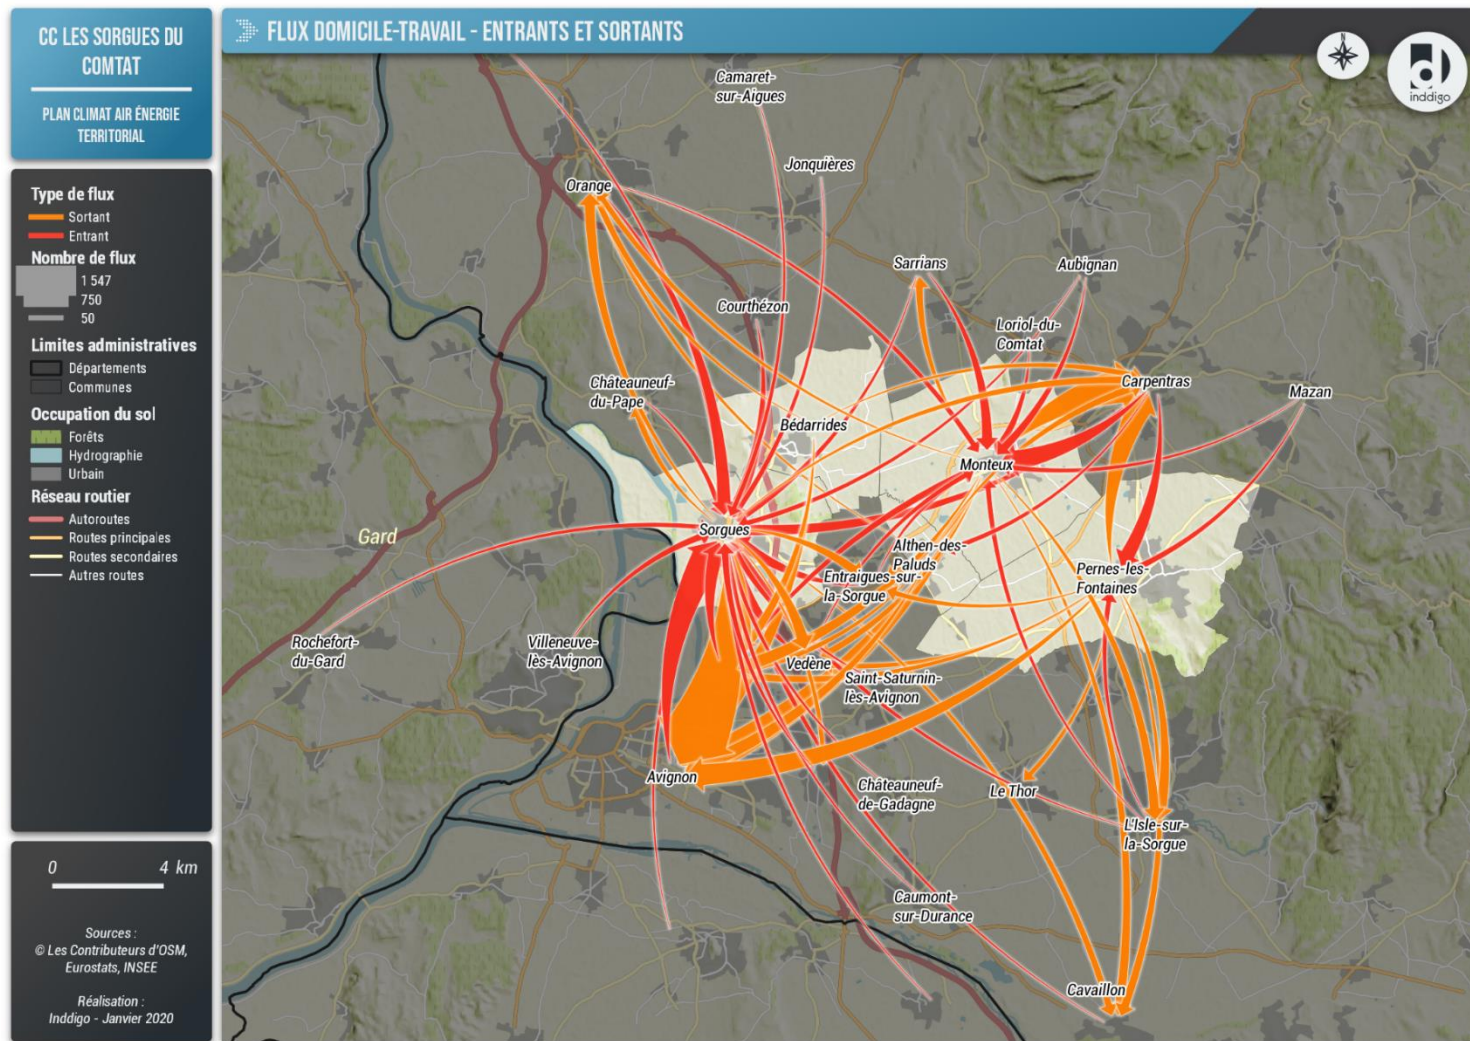 CC LES SORGUES DU
COMTAT
PLAN CLIMAT AIR ÉNERGIE
TERRITORIAL
FLUX DOMICILE-TRAVAIL - ENTRANTS ET SORTANTS
N
inddigo
Type de flux
Sortant
Entrant
Nombre de flux
1 547
750
50
Limites administratives
Départements
Communes
Occupation du sol
Forêts
Hydrographie
Urbain
Réseau routier
Autoroutes
Routes principales
Routes secondaires
Autres routes
0 4 km
Sources :
© Les Contributeurs d'OSM,
Eurostats, INSEE
Réalisation :
Inddigo - Janvier 2020
Camaret-
sur-Aigues
Jonquières
Orange
Sarrians
Aubignan
Courthézon
Loriol-du-
Comtat
Châteauneuf-
du-Pape
Carpentras
Mazan
Bédarrides
Monteux
Sorgues
Gard
Althen-des-
Paluds
Entraigues-sur-
la-Sorgue
Pernes-les-
Fontaines
Rochefort-
du-Gard
Villeneuve-
lès-Avignon
Vedène
Saint-Saturnin-
lès-Avignon
Avignon
Châteauneuf-
de-Gadagne
Le Thor
L'Isle-sur-
la-Sorgue
Caumont-
sur-Durance
Cavaillon